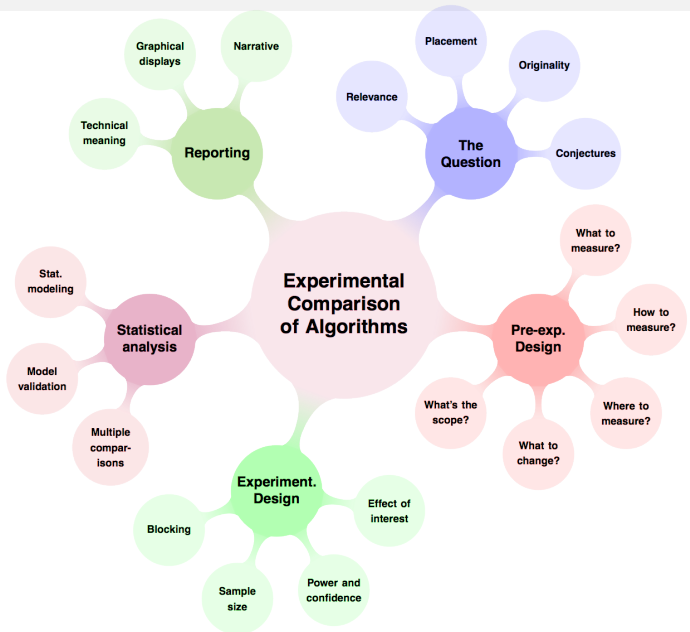 Experimental
Comparison
of Algorithms
The
Question
Relevance
Placement
Originality
Conjectures
Pre-exp.
Design
What to
measure?
How to
measure?
Where to
measure?
What to
change?
What's the
scope?
Experiment.
Design
Effect of
interest
Power and
confidence
Sample
size
Blocking
Statistical
analysis
Multiple
compar-
isons
Model
validation
Stat.
modeling
Reporting
Technical
meaning
Graphical
displays
Narrative